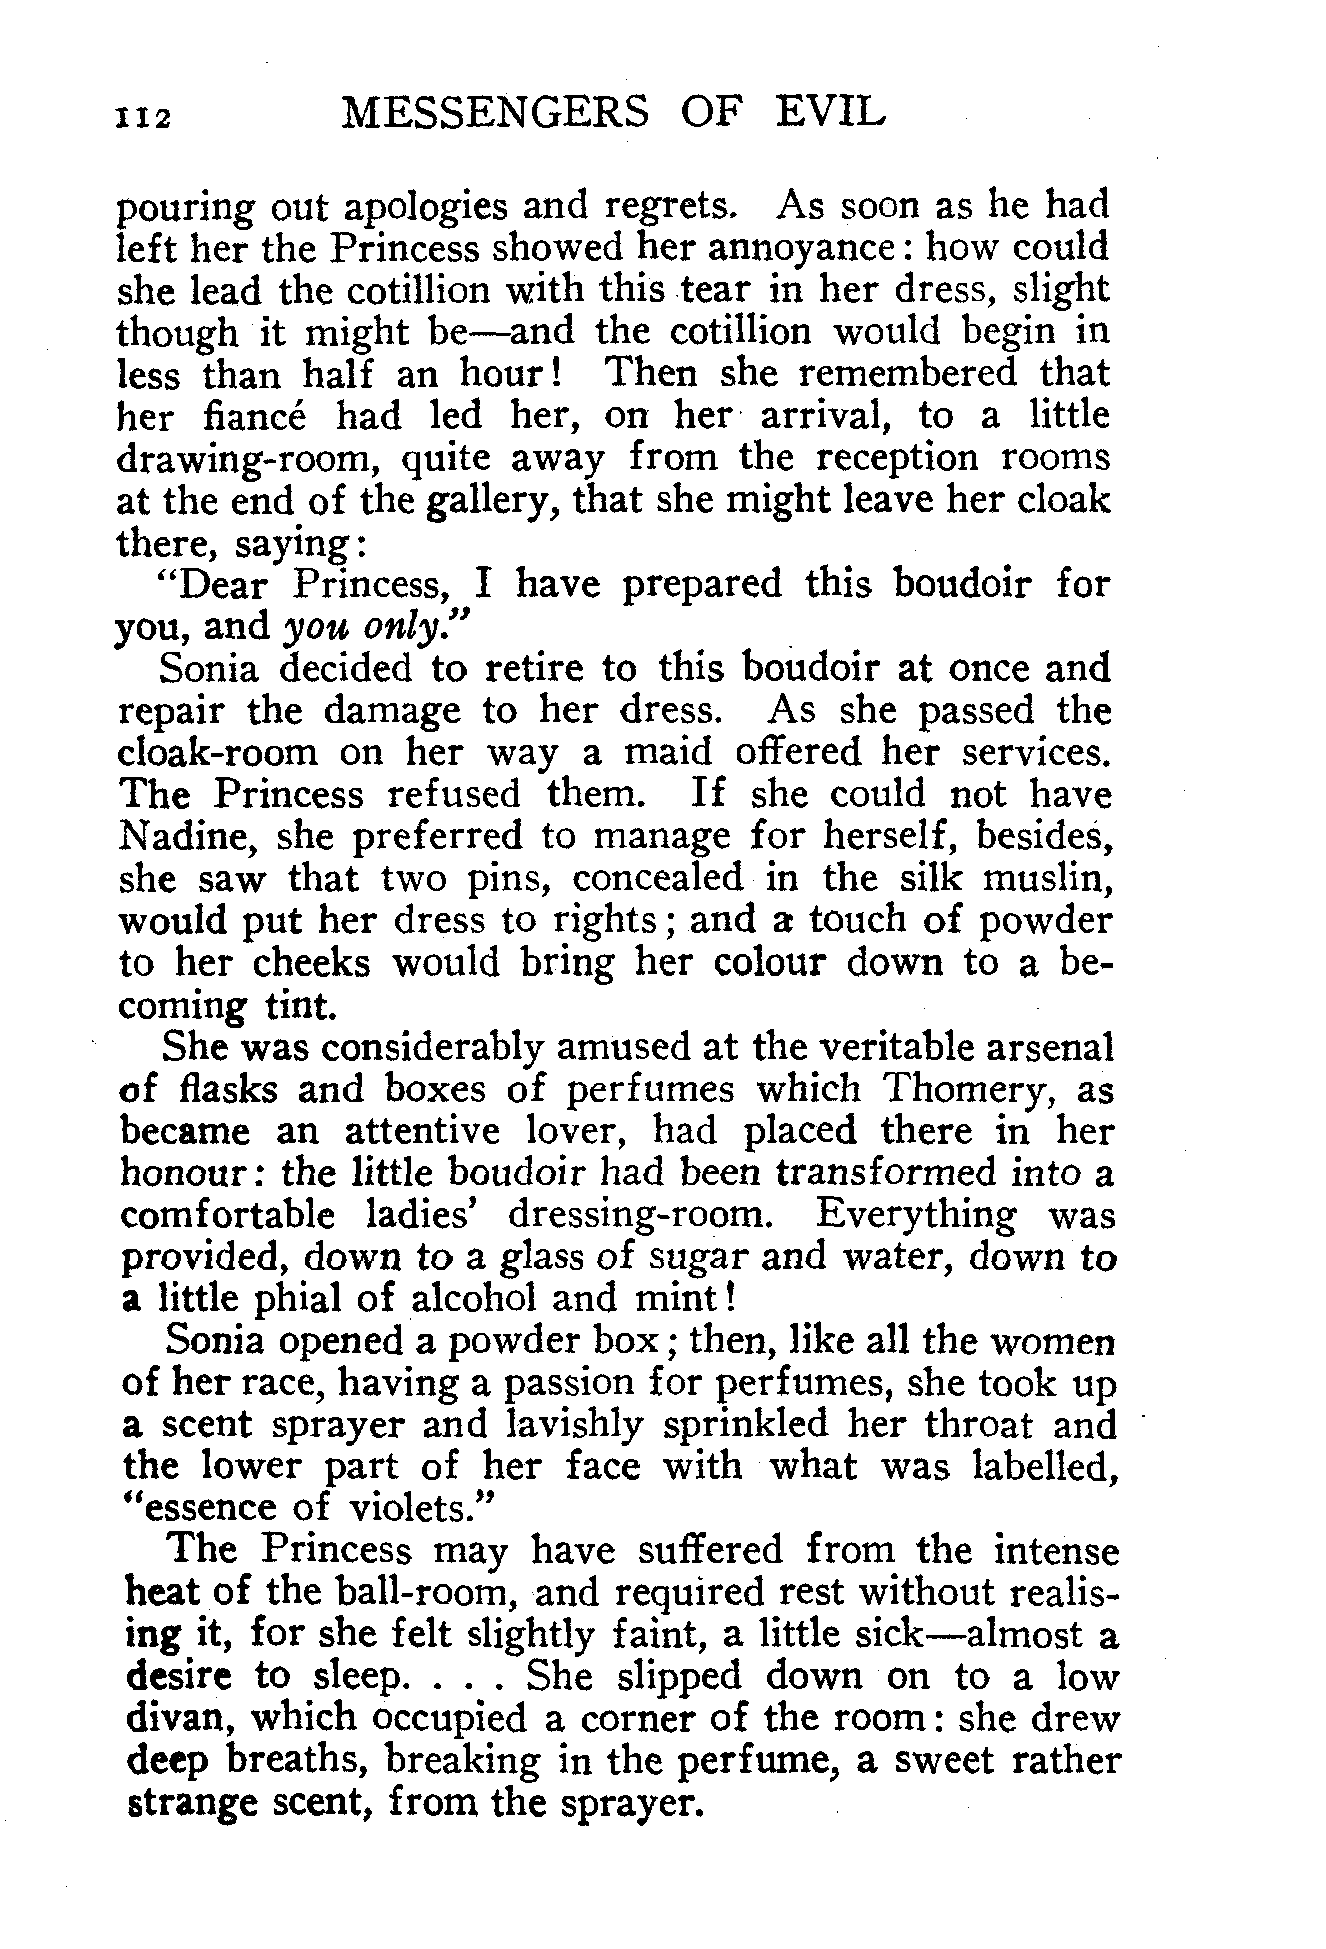 112 MESSENGERS OF EVIL
pouring out apologies and regrets. As soon as he had
left her the Princess showed her annoyance: how could
she lead the cotillion with this tear in her dress, slight
though it might be—and the cotillion would begin in
less than half an hour! Then she remembered that
her fiancé had led her, on her arrival, to a little
drawing-room, quite away from the reception rooms
at the end of the gallery, that she might leave her cloak
there, saying:
"Dear Princess, I have prepared this boudoir for
you, and you only."
Sonia decided to retire to this boudoir at once and
repair the damage to her dress. As she passed the
cloak-room on her way a maid offered her services.
The Princess refused them. If she could not have
Nadine, she preferred to manage for herself, besides,
she saw that two pins, concealed in the silk muslin,
would put her dress to rights; and a touch of powder
to her cheeks would bring her colour down to a be-
coming tint.
She was considerably amused at the veritable arsenal
of flasks and boxes of perfumes which Thomery, as
became an attentive lover, had placed there in her
honour: the little boudoir had been transformed into a
comfortable ladies' dressing-room. Everything was
provided, down to a glass of sugar and water, down to
a little phial of alcohol and mint!
Sonia opened a powder box; then, like all the women
of her race, having a passion for perfumes, she took up
a scent sprayer and lavishly sprinkled her throat and
the lower part of her face with what was labelled,
"essence of violets."
The Princess may have suffered from the intense
heat of the ball-room, and required rest without realis-
ing it, for she felt slightly faint, a little sick—almost a
desire to sleep. . . . She slipped down on to a low
divan, which occupied a corner of the room: she drew
deep breaths, breaking in the perfume, a sweet rather
strange scent, from the sprayer.